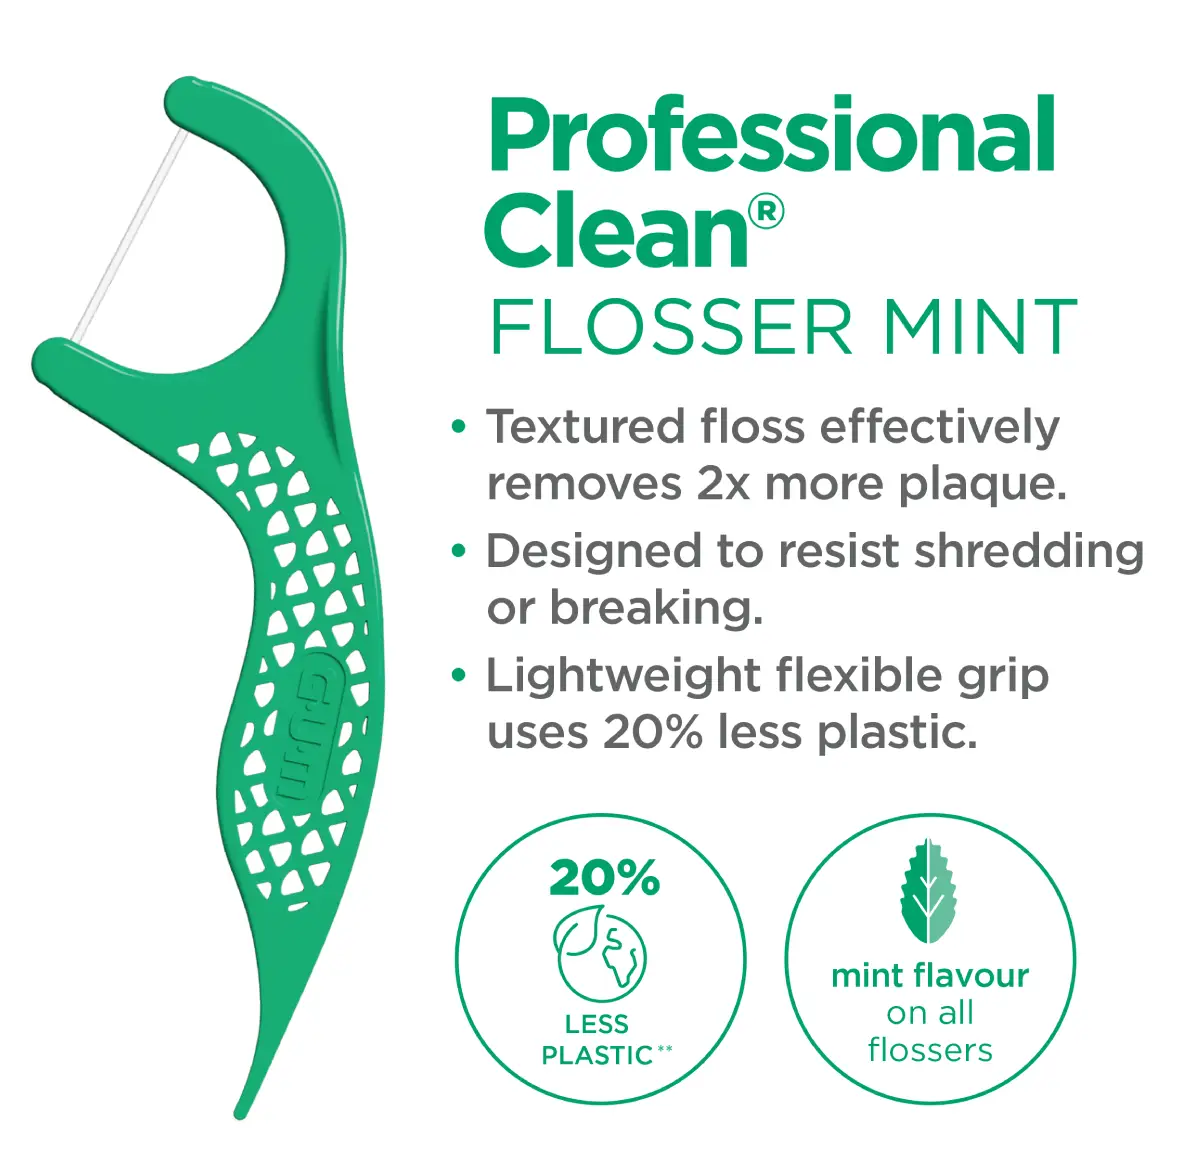 Professional
Clean®
FLOSSER MINT
• Textured floss effectively
removes 2x more plaque.
• Designed to resist shredding
or breaking.
• Lightweight flexible grip
uses 20% less plastic.
G·U·M
20%
LESS
PLASTIC**
mint flavour
on all
flossers